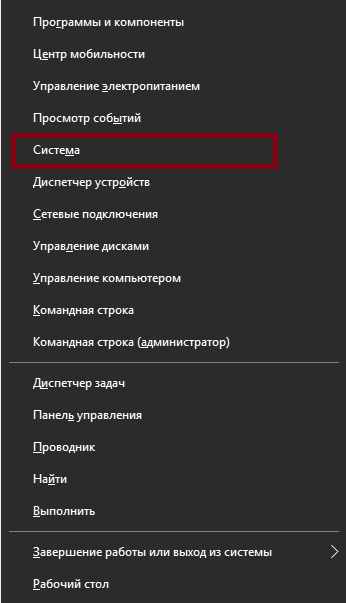 Программы и компоненты
Центр мобильности
Управление электропитанием
Просмотр событий
Система
Диспетчер устройств
Сетевые подключения
Управление дисками
Управление компьютером
Командная строка
Командная строка (администратор)
Диспетчер задач
Панель управления
Проводник
Найти
Выполнить
Завершение работы или выход из системы
Рабочий стол